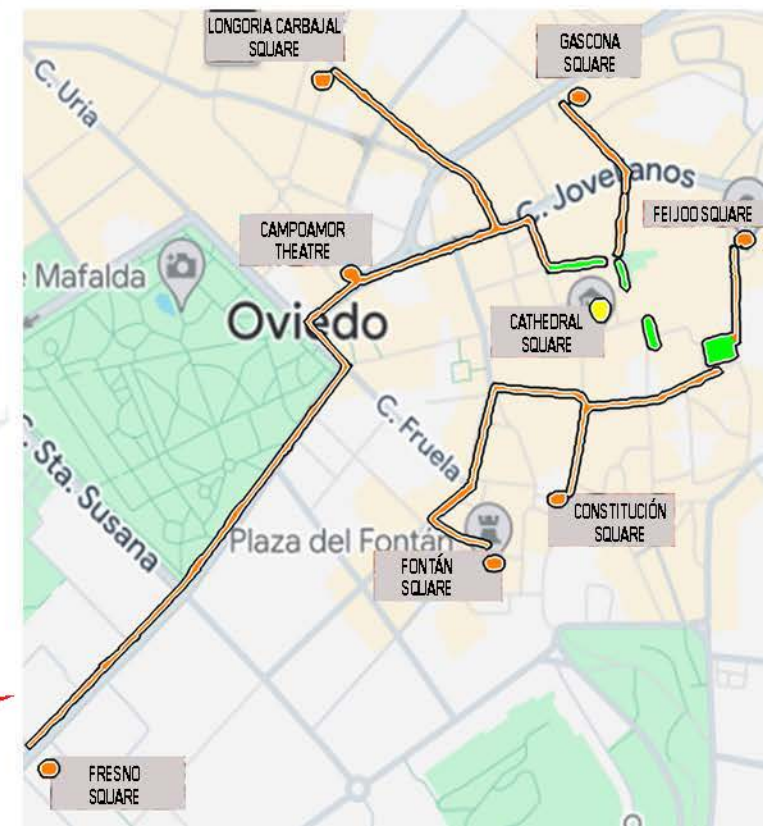 LONGORIA CARBAJAL
SQUARE
GASCONA
SQUARE
C. Uria
C. Jovellanos
FEIJOO SQUARE
CAMPOAMOR
THEATRE
e Mafalda
Oviedo
CATHEDRAL
SQUARE
C. Fruela
C. Sta. Susana
CONSTITUCIÓN
SQUARE
Plaza del Fontán
FONTÁN
SQUARE
FRESNO
SQUARE